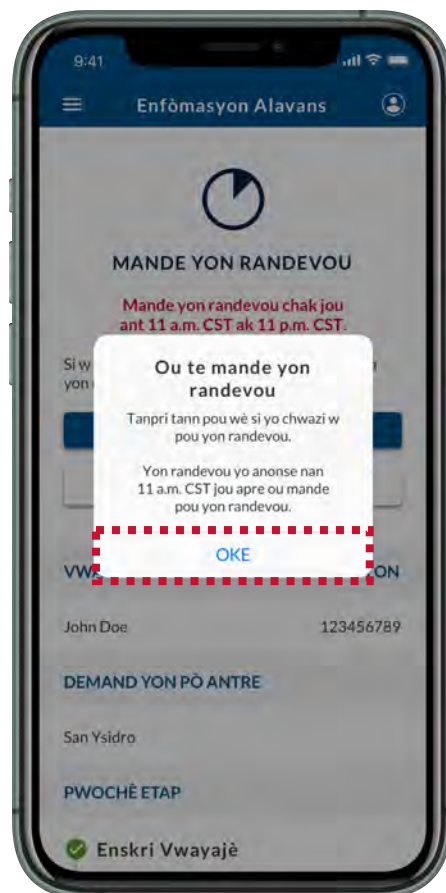 9:41
Enfòmasyon Alavans
MANDE YON RANDEVOU
Mande yon randevou chak jou
ant 11 a.m. CST ak 11 p.m. CST.
Si w
yon
Ou te mande yon
randevou
Tanpri tann pou wè si yo chwazi w
pou yon randevou.
Yon randevou yo anonse nan
11 a.m. CST jou apre ou mande
pou yon randevou.
OKE
John Doe 123456789
DEMAND YON PÒ ANTRE
San Ysidro
PWOCHÈ ETAP
Enskri Vwayajè